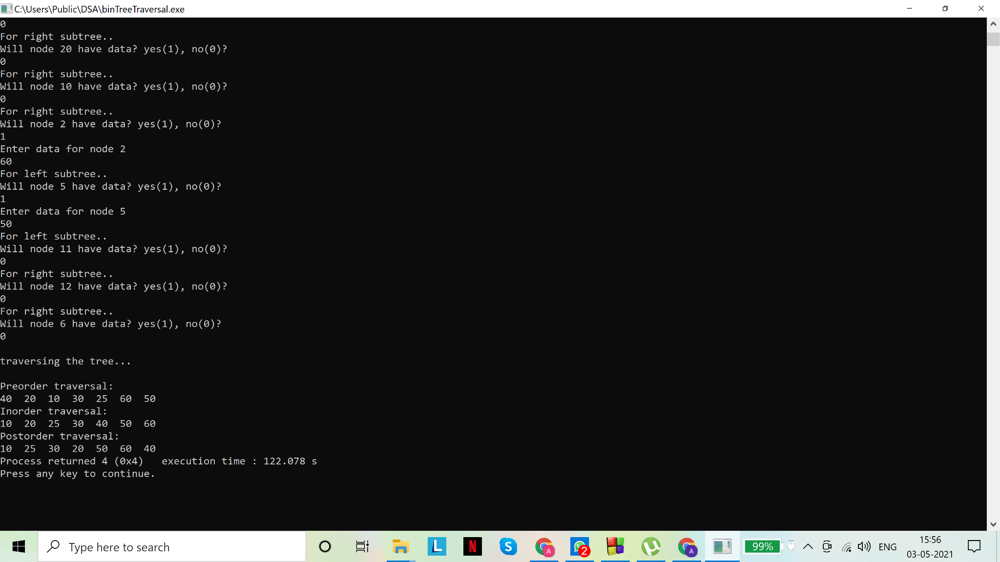 C:\Users\Public\DSA\binTreeTraversal.exe
0
For right subtree..
Will node 20 have data? yes(1), no(0)?
0
For right subtree..
Will node 10 have data? yes(1), no(0)?
0
For right subtree..
Will node 2 have data? yes(1), no(0)?
1
Enter data for node 2
60
For left subtree..
Will node 5 have data? yes(1), no(0)?
1
Enter data for node 5
50
For left subtree..
Will node 11 have data? yes(1), no(0)?
0
For right subtree..
Will node 12 have data? yes(1), no(0)?
0
For right subtree..
Will node 6 have data? yes(1), no(0)?
0
traversing the tree...
Preorder traversal:
40 20 10 30 25 60 50
Inorder traversal:
10 20 25 30 40 50 60
Postorder traversal:
10 25 30 20 50 60 40
Process returned 4 (0x4) execution time : 122.078 s
Press any key to continue.
Type here to search
L
N
S
A
2
A
99%
ENG
15:56
03-05-2021